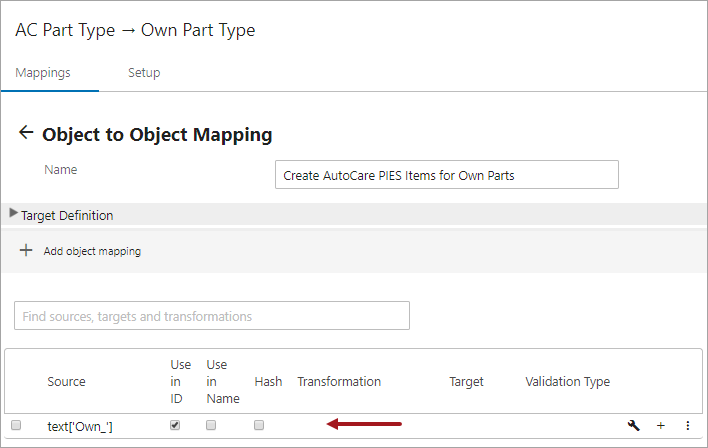 AC Part Type → Own Part Type
Mappings Setup
← Object to Object Mapping
Name Create AutoCare PIES Items for Own Parts
Target Definition
+ Add object mapping
Find sources, targets and transformations
Source Use in ID Use in Name Hash Transformation Target Validation Type
text['Own_']